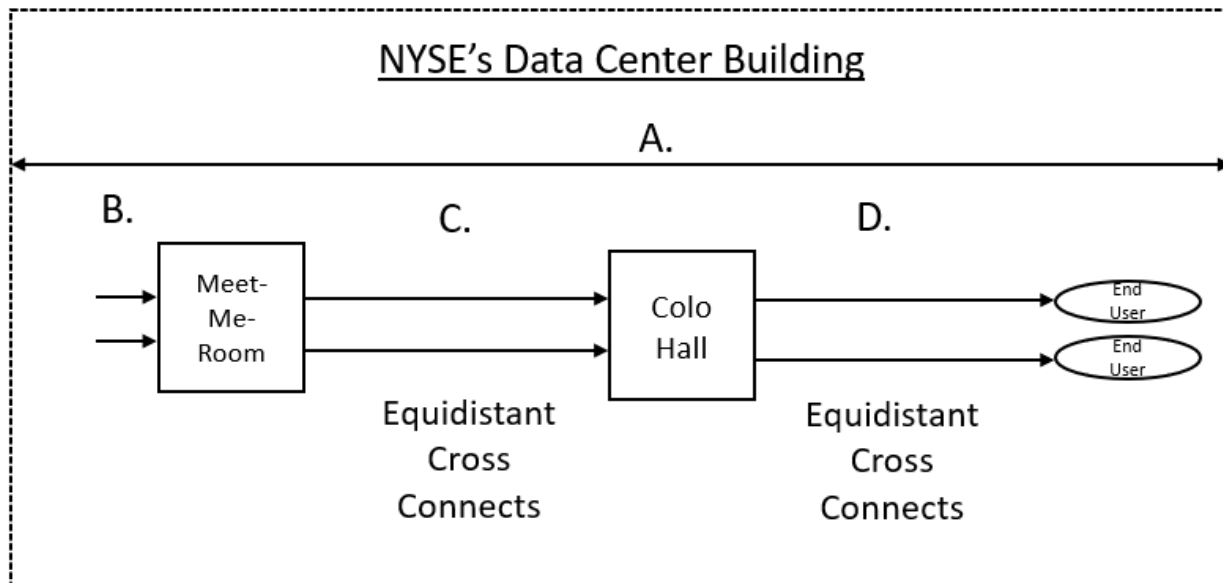 NYSE’s Data Center Building
A.
B.
C.
D.
Meet-
Me-
Room
Colo
Hall
End
User
End
User
Equidistant
Cross
Connects
Equidistant
Cross
Connects